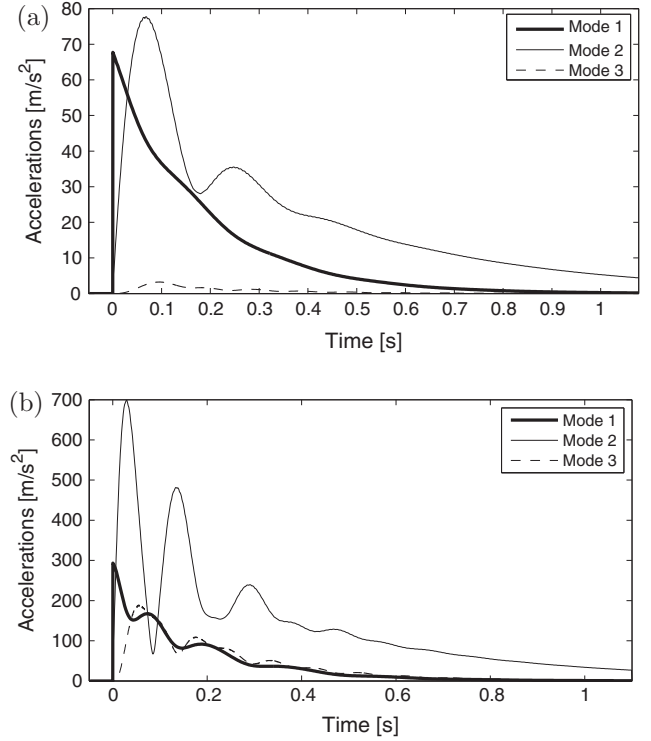 (a)
80
70
60
50
40
30
20
10
0
Accelerations [m/s²]
Mode 1
Mode 2
Mode 3
0 0.1 0.2 0.3 0.4 0.5 0.6 0.7 0.8 0.9 1
Time [s]
(b)
700
600
500
400
300
200
100
0
Accelerations [m/s²]
Mode 1
Mode 2
Mode 3
0 0.2 0.4 0.6 0.8 1
Time [s]